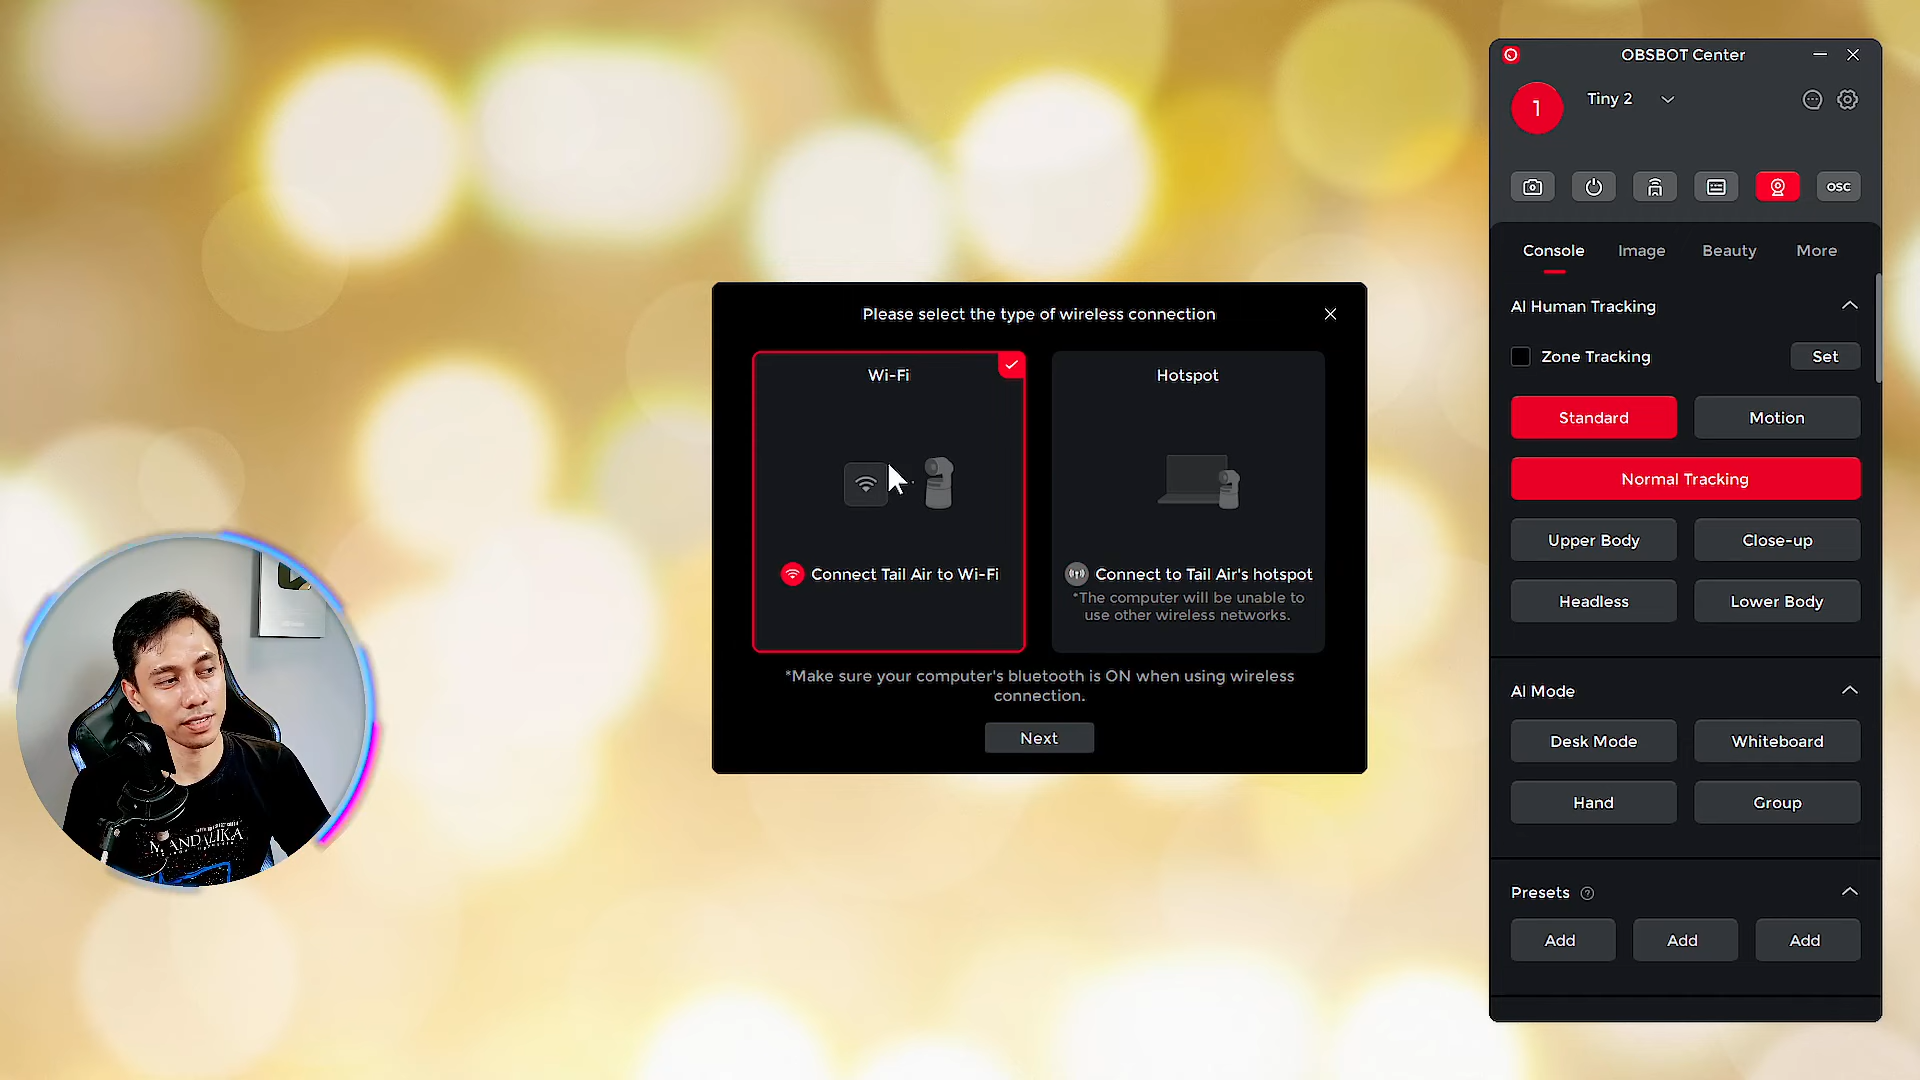 OBSBOT Center
1
Tiny 2
OSC
Console
Image
Beauty
More
AI Human Tracking
Zone Tracking
Set
Standard
Motion
Normal Tracking
Upper Body
Close-up
Headless
Lower Body
AI Mode
Desk Mode
Whiteboard
Hand
Group
Presets
Add
Add
Add
Please select the type of wireless connection
Wi-Fi
Connect Tail Air to Wi-Fi
Hotspot
Connect to Tail Air's hotspot
*The computer will be unable to
use other wireless networks.
*Make sure your computer's bluetooth is ON when using wireless
connection.
Next
MANDALIKA